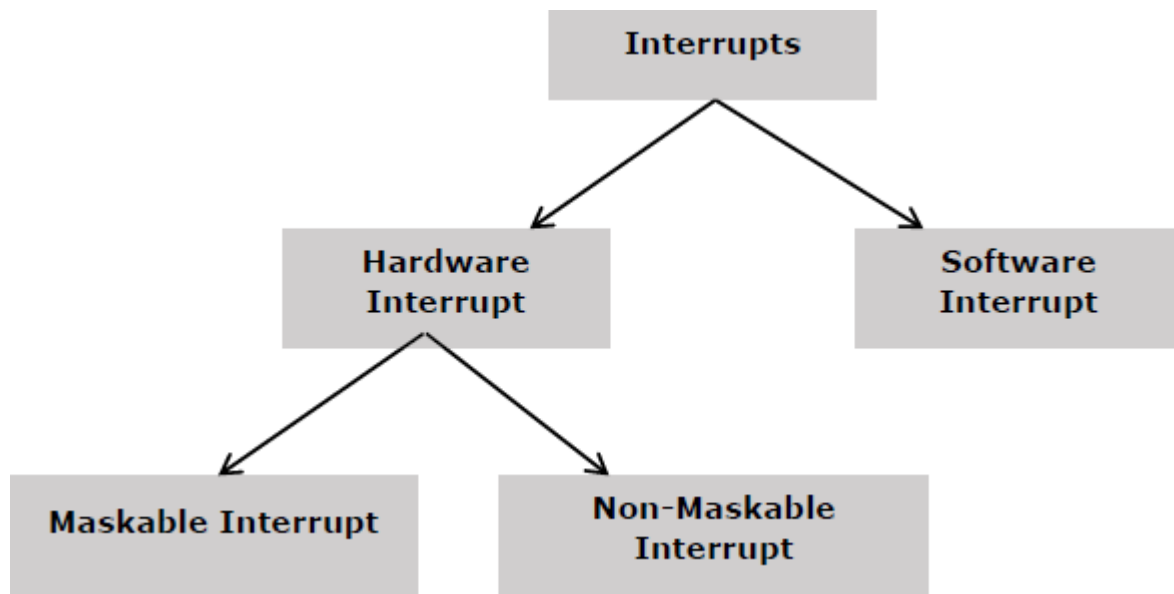 Interrupts
Hardware
Interrupt
Software
Interrupt
Maskable Interrupt
Non-Maskable
Interrupt